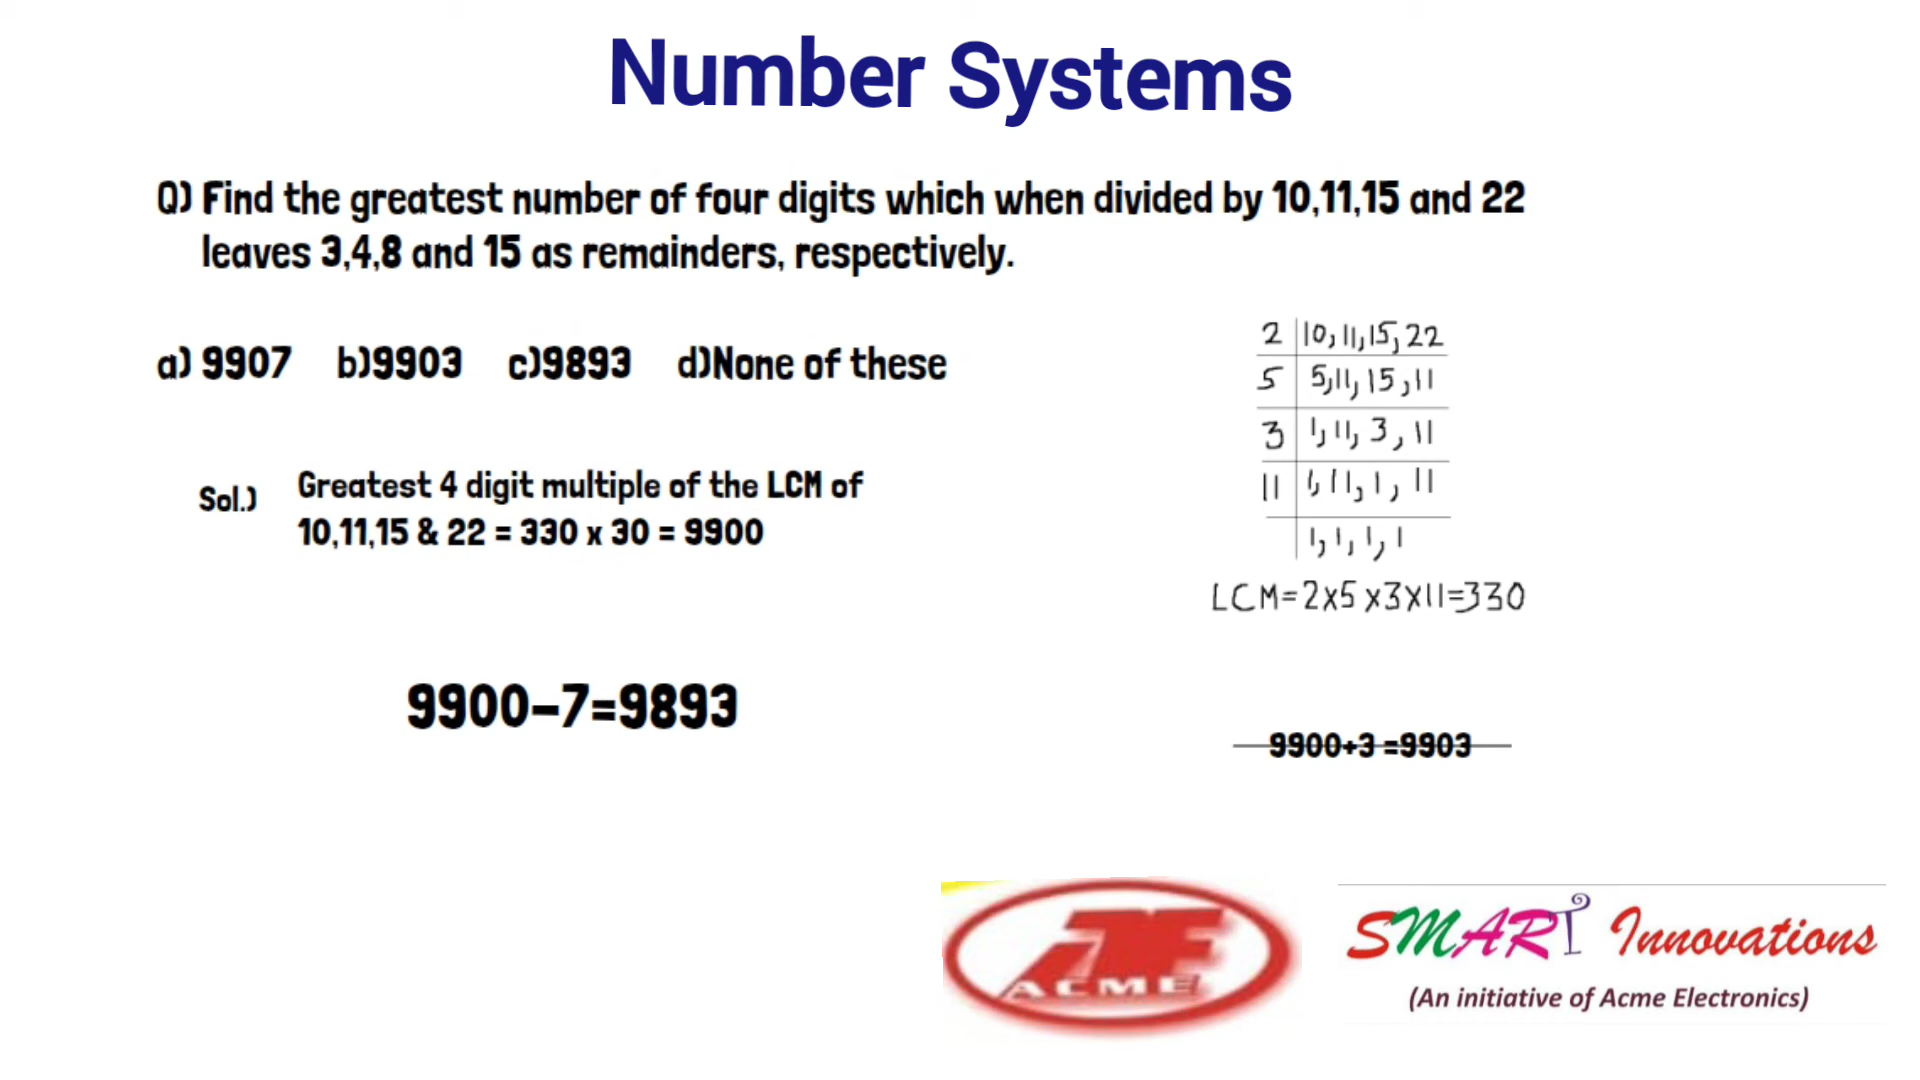 Number Systems
Q) Find the greatest number of four digits which when divided by 10,11,15 and 22
leaves 3,4,8 and 15 as remainders, respectively.
a) 9907 b)9903 c)9893 d)None of these
Sol.) Greatest 4 digit multiple of the LCM of
10,11,15 & 22 = 330 x 30 = 9900
2 | 10, 11, 15, 22
5 | 5, 11, 15, 11
3 | 1, 11, 3, 11
11 | 1, 11, 1, 11
1, 1, 1, 1
LCM=2x5 x3x11=330
9900-7=9893
9900+3 =9903
ACME
SMART Innovations
(An initiative of Acme Electronics)